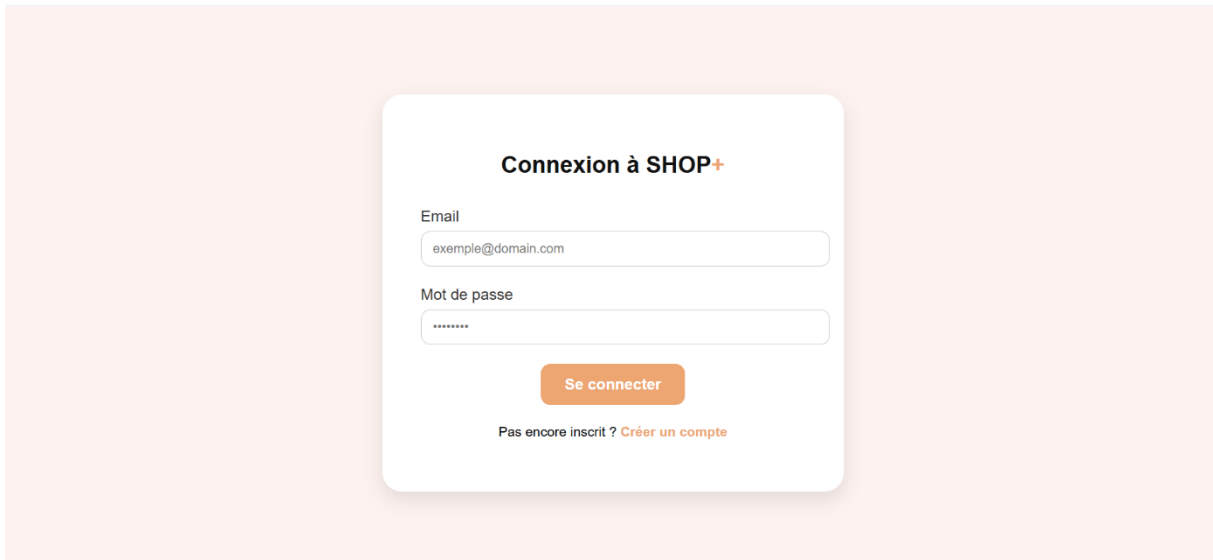 Connexion à SHOP+
Email
exemple@domain.com
Mot de passe
••••••••
Se connecter
Pas encore inscrit ? Créer un compte